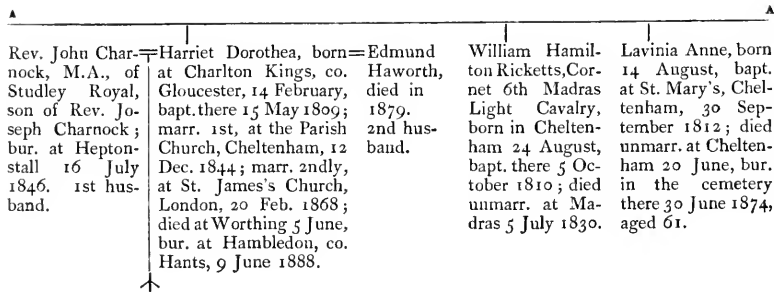 A A
Rev. John Char-
nock, M.A., of
Studley Royal,
son of Rev. Jo-
seph Charnock;
bur. at Hepton-
stall 16 July
1846. 1st hus-
band.
Harriet Dorothea, born
at Charlton Kings, co.
Gloucester, 14 February,
bapt. there 15 May 1809;
marr. 1st, at the Parish
Church, Cheltenham, 12
Dec. 1844; marr. 2ndly,
at St. James's Church,
London, 20 Feb. 1868;
died at Worthing 5 June,
bur. at Hambledon, co.
Hants, 9 June 1888.
Edmund
Haworth,
died in
1879.
2nd hus-
band.
William Hamil-
ton Ricketts, Cor-
net 6th Madras
Light Cavalry,
born in Chelten-
ham 24 August,
bapt. there 5 Oc-
tober 1810; died
unmarr. at Ma-
dras 5 July 1830.
Lavinia Anne, born
14 August, bapt.
at St. Mary's, Chel-
tenham, 30 Sep-
tember 1812; died
unmarr. at Chelten-
ham 20 June, bur.
in the cemetery
there 30 June 1874,
aged 61.